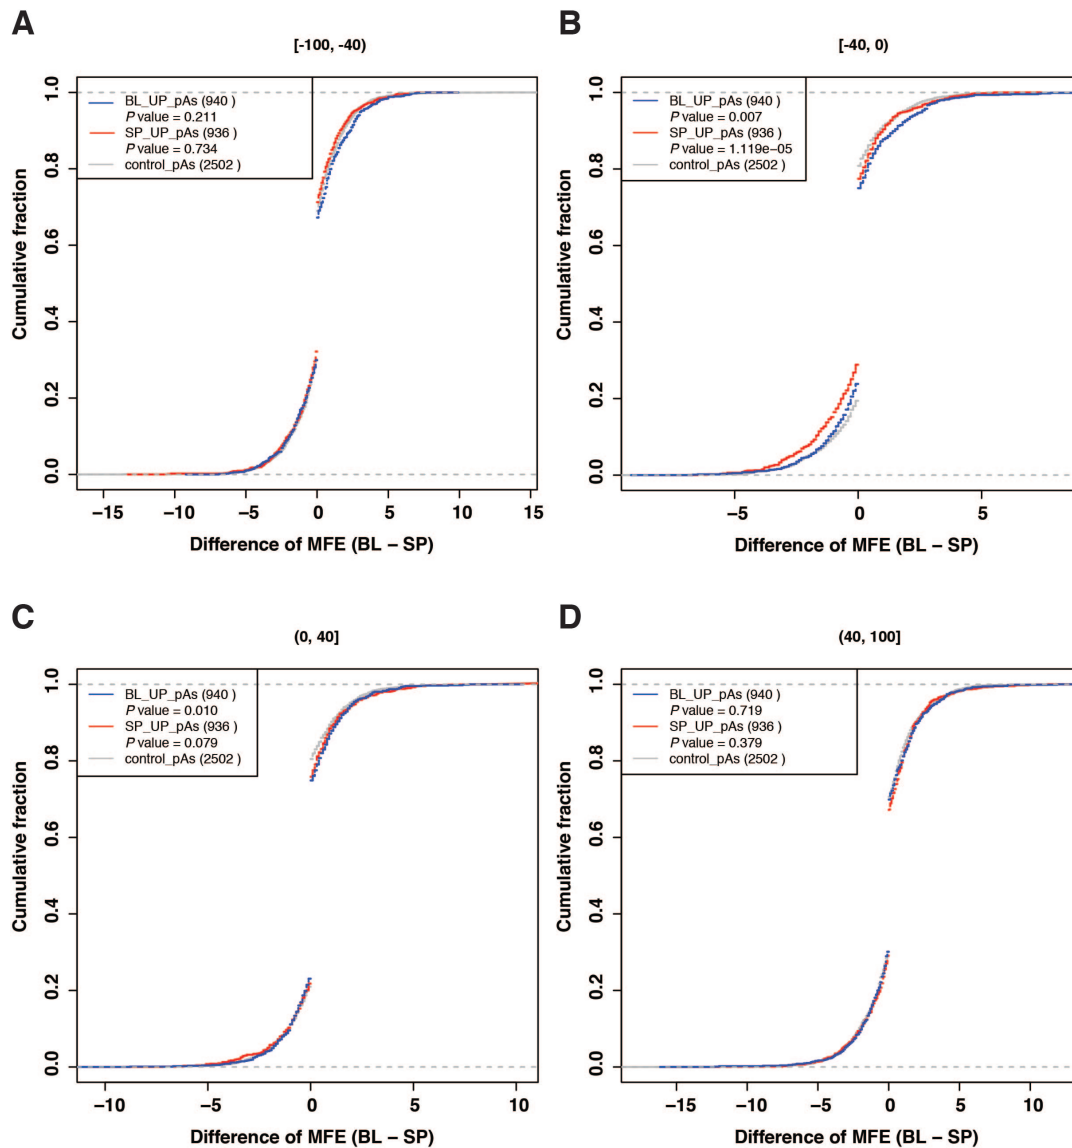 A
[-100, -40)
BL_UP_pAs (940 )
P value = 0.211
SP_UP_pAs (936 )
P value = 0.734
control_pAs (2502 )
Cumulative fraction
1.0
0.8
0.6
0.4
0.2
0.0
−15 −10 −5 0 5 10 15
Difference of MFE (BL − SP)
B
[-40, 0)
BL_UP_pAs (940 )
P value = 0.007
SP_UP_pAs (936 )
P value = 1.119e−05
control_pAs (2502 )
Cumulative fraction
1.0
0.8
0.6
0.4
0.2
0.0
−5 0 5
Difference of MFE (BL − SP)
C
(0, 40]
BL_UP_pAs (940 )
P value = 0.010
SP_UP_pAs (936 )
P value = 0.079
control_pAs (2502 )
Cumulative fraction
1.0
0.8
0.6
0.4
0.2
0.0
−10 −5 0 5 10
Difference of MFE (BL − SP)
D
(40, 100]
BL_UP_pAs (940 )
P value = 0.719
SP_UP_pAs (936 )
P value = 0.379
control_pAs (2502 )
Cumulative fraction
1.0
0.8
0.6
0.4
0.2
0.0
−15 −10 −5 0 5 10
Difference of MFE (BL − SP)